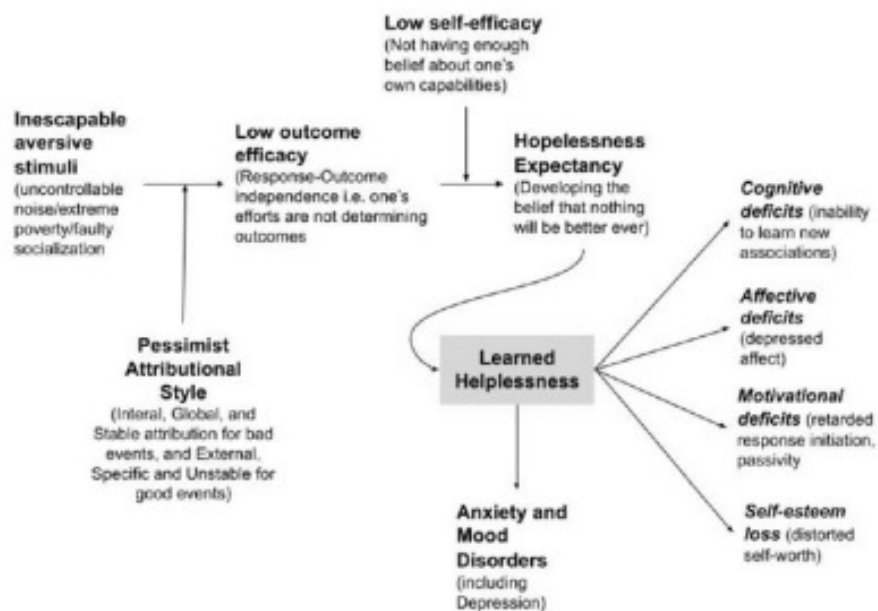 Low self-efficacy
(Not having enough
belief about one's
own capabilities)
Inescapable
aversive
stimuli
(uncontrollable
noise/extreme
poverty/faulty
socialization
Low outcome
efficacy
(Response-Outcome
independence i.e. one's
efforts are not determining
outcomes
Hopelessness
Expectancy
(Developing the
belief that nothing
will be better ever)
Cognitive
deficits (inability
to learn new
associations)
Affective
deficits
(depressed
affect)
Motivational
deficits (retarded
response initiation,
passivity
Self-esteem
loss (distorted
self-worth)
Learned
Helplessness
Pessimist
Attributional
Style
(Interal, Global, and
Stable attribution for bad
events, and External,
Specific and Unstable for
good events)
Anxiety and
Mood
Disorders
(including
Depression)